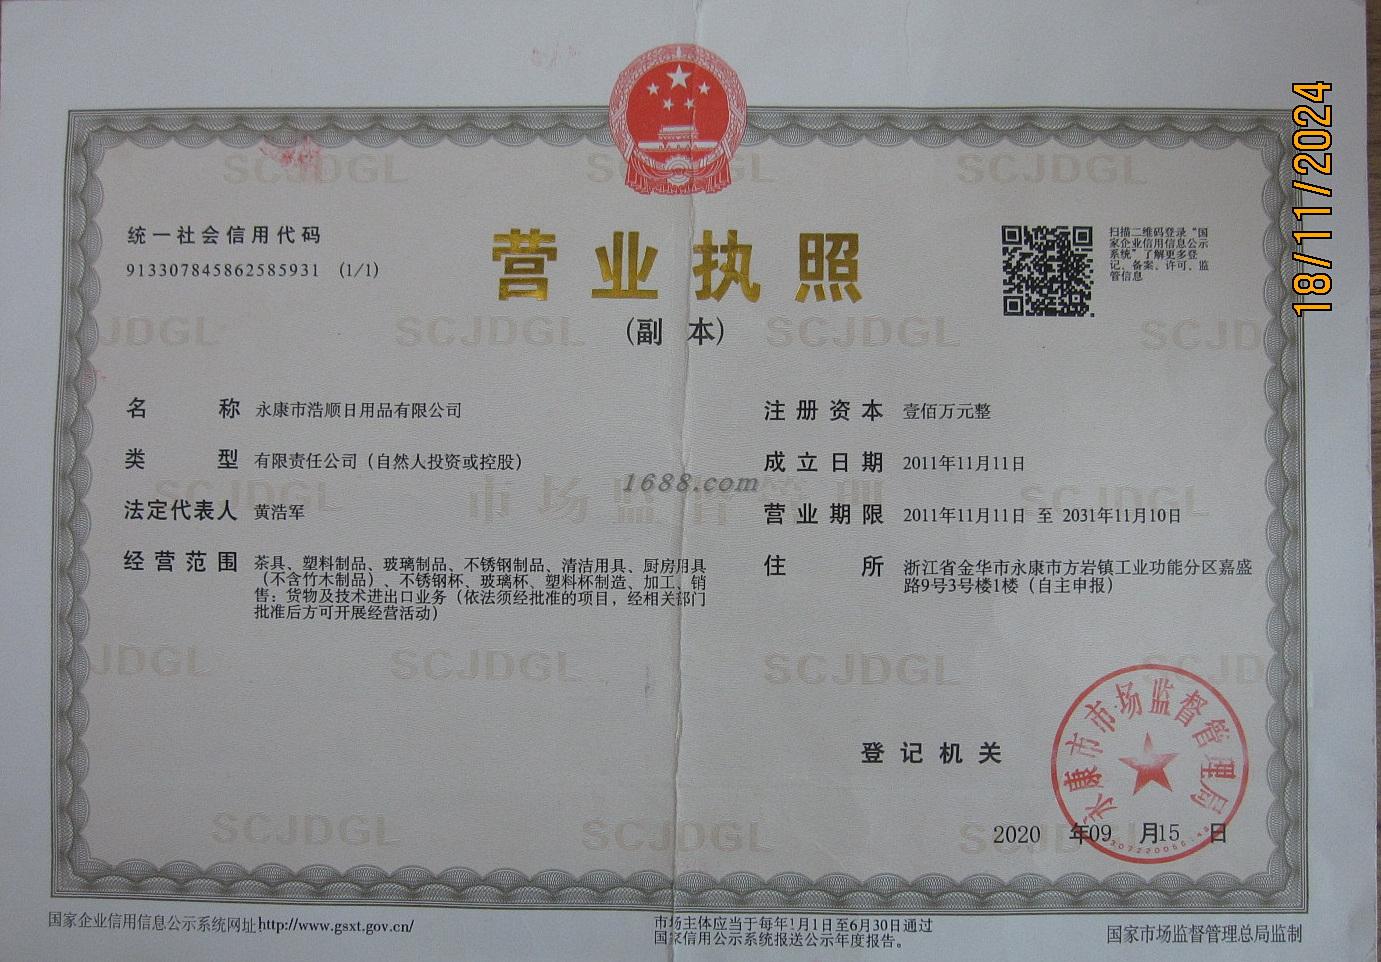 18/11/2024
统一社会信用代码
913307845862585931 (1/1)
营业执照
(副 本)
扫描二维码登录“国
家企业信用信息公示
系统”了解更多登
记、备案、许可、监
管信息
名 称 永康市浩顺日用品有限公司
类 型 有限责任公司（自然人投资或控股）
法定代表人 黄浩军
经营范围 茶具、塑料制品、玻璃制品、不锈钢制品、清洁用具、厨房用具
（不含竹木制品）、不锈钢杯、玻璃杯、塑料杯制造、加工、销
售；货物及技术进出口业务（依法须经批准的项目，经相关部门
批准后方可开展经营活动）
注册资本 壹佰万元整
成立日期 2011年11月11日
营业期限 2011年11月11日 至 2031年11月10日
住 所 浙江省金华市永康市方岩镇工业功能分区嘉盛
路9号3号楼1楼（自主申报）
1688.com
市场监督管理
SCJDGL
登记机关
永康市市场监督管理局
2020 年09 月15 日
国家企业信用信息公示系统网址http://www.gsxt.gov.cn/
市场主体应当于每年1月1日至6月30日通过
国家信用公示系统报送公示年度报告。
国家市场监督管理总局监制